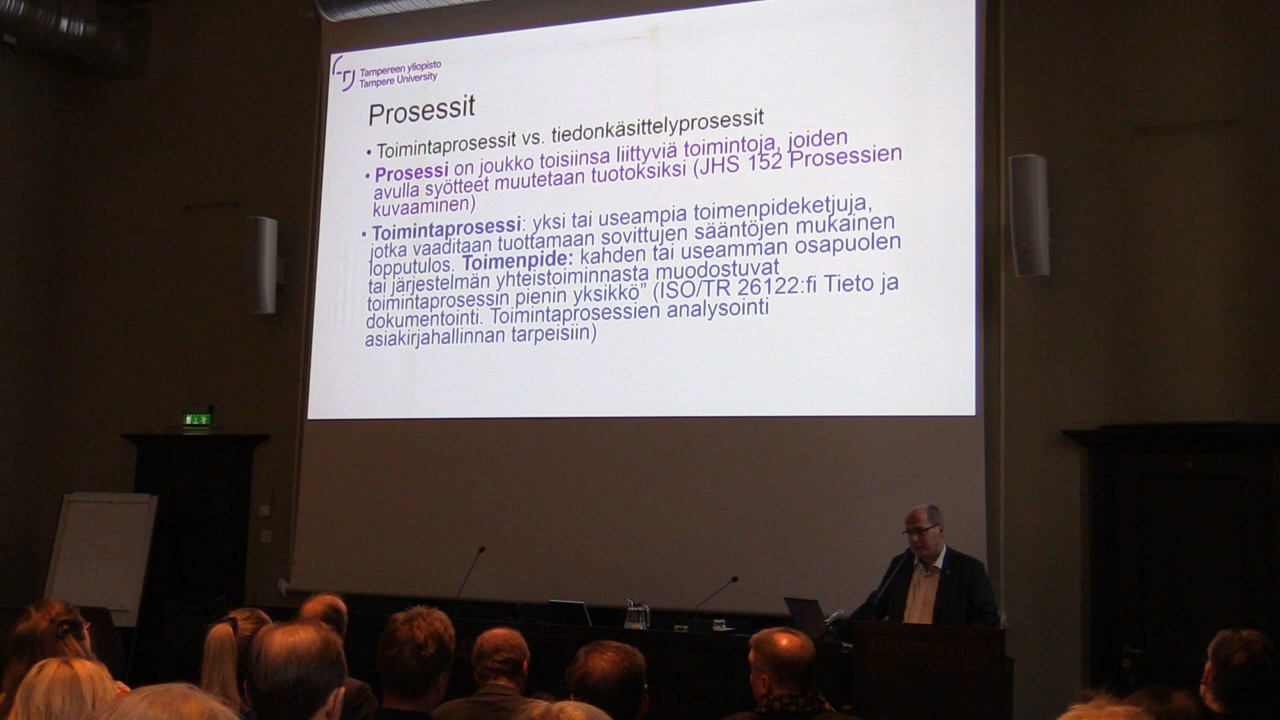 Tampereen yliopisto
Tampere University
Prosessit
• Toimintaprosessit vs. tiedonkäsittelyprosessit
• Prosessi on joukko toisiinsa liittyviä toimintoja, joiden
avulla syötteet muutetaan tuotoksiksi (JHS 152 Prosessien
kuvaaminen)
• Toimintaprosessi: yksi tai useampia toimenpideketjuja,
jotka vaaditaan tuottamaan sovittujen sääntöjen mukainen
lopputulos. Toimenpide: kahden tai useamman osapuolen
tai järjestelmän yhteistoiminnasta muodostuvat
toimintaprosessin pienin yksikkö” (ISO/TR 26122:fi Tieto ja
dokumentointi. Toimintaprosessien analysointi
asiakirjahallinnan tarpeisiin)